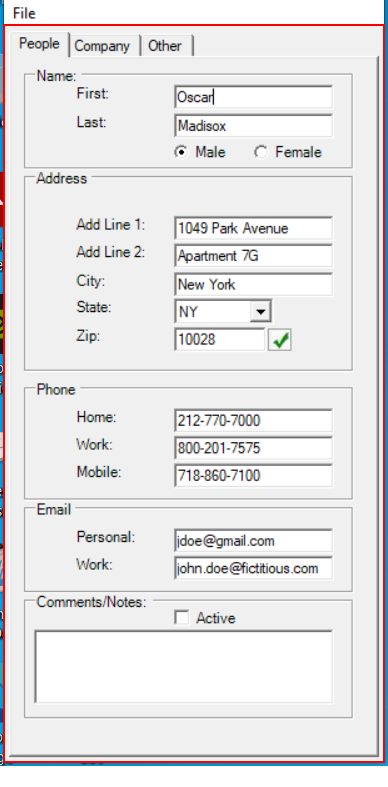 File
People Company Other
Name:
First: Oscar
Last: Madisox
Male Female
Address
Add Line 1: 1049 Park Avenue
Add Line 2: Apartment 7G
City: New York
State: NY
Zip: 10028
Phone
Home: 212-770-7000
Work: 800-201-7575
Mobile: 718-860-7100
Email
Personal: jdoe@gmail.com
Work: john.doe@fictitious.com
Comments/Notes:
Active